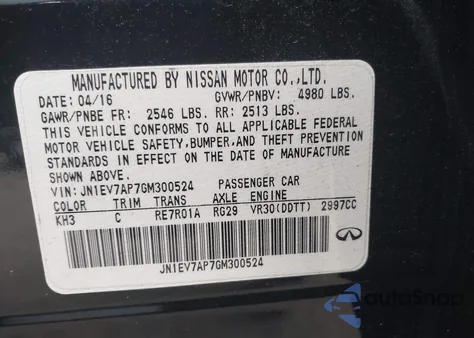 MANUFACTURED BY NISSAN MOTOR CO.,LTD.
DATE: 04/16 GVWR/PNBV: 4980 LBS.
GAWR/PNBE FR: 2546 LBS. RR: 2513 LBS.
THIS VEHICLE CONFORMS TO ALL APPLICABLE FEDERAL
MOTOR VEHICLE SAFETY, BUMPER, AND THEFT PREVENTION
STANDARDS IN EFFECT ON THE DATE OF MANUFACTURE
SHOWN ABOVE.
VIN: JN1EV7AP7GM300524 PASSENGER CAR
COLOR TRIM TRANS AXLE ENGINE
KH3 C RE7R01A RG29 VR30(DDTT) 2997CC
JN1EV7AP7GM300524
AutoSnap